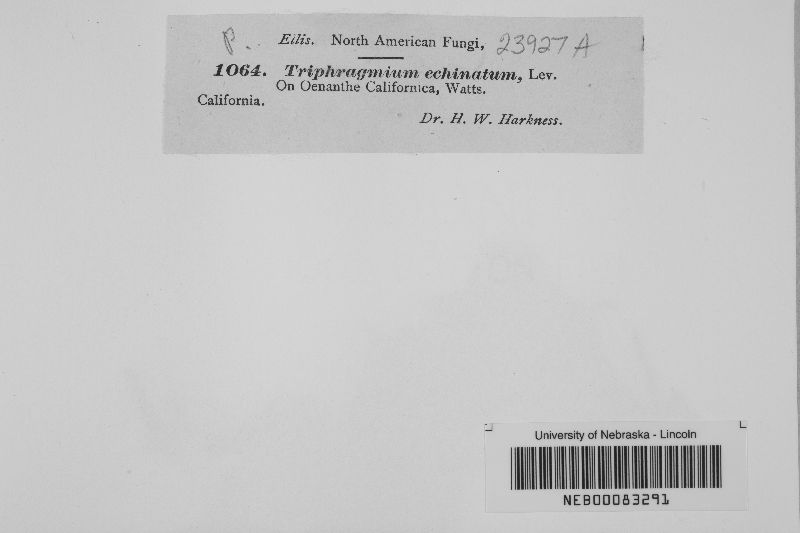 P. . Ellis. North American Fungi, 23927 A
1064. Triphragmium echinatum, Lev.
On Oenanthe Californica, Watts.
California.
Dr. H. W. Harkness.
University of Nebraska - Lincoln
NEB00083291